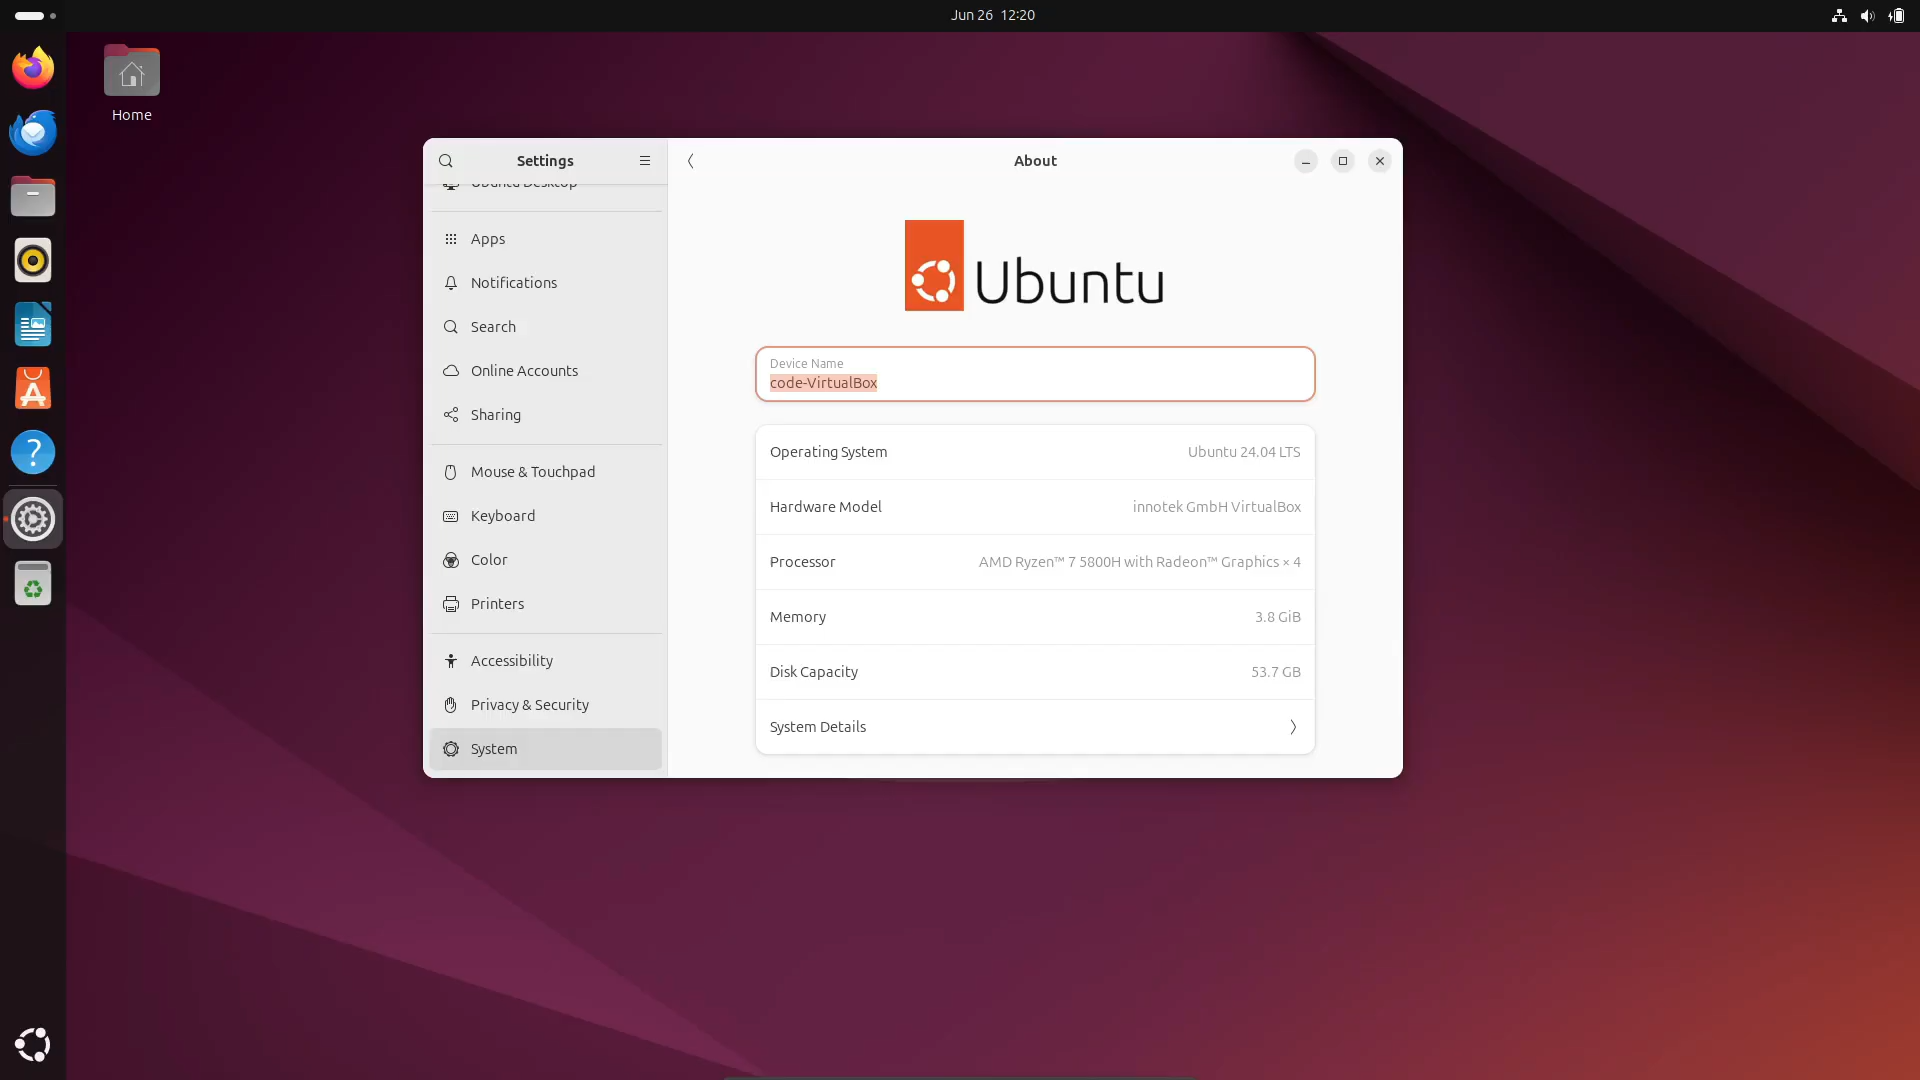 Jun 26 12:20
Home
Settings
About
Ubuntu Desktop
Apps
Notifications
Search
Online Accounts
Sharing
Mouse & Touchpad
Keyboard
Color
Printers
Accessibility
Privacy & Security
System
Ubuntu
Device Name
code-VirtualBox
Operating System Ubuntu 24.04 LTS
Hardware Model innotek GmbH VirtualBox
Processor AMD Ryzen™ 7 5800H with Radeon™ Graphics × 4
Memory 3.8 GiB
Disk Capacity 53.7 GB
System Details